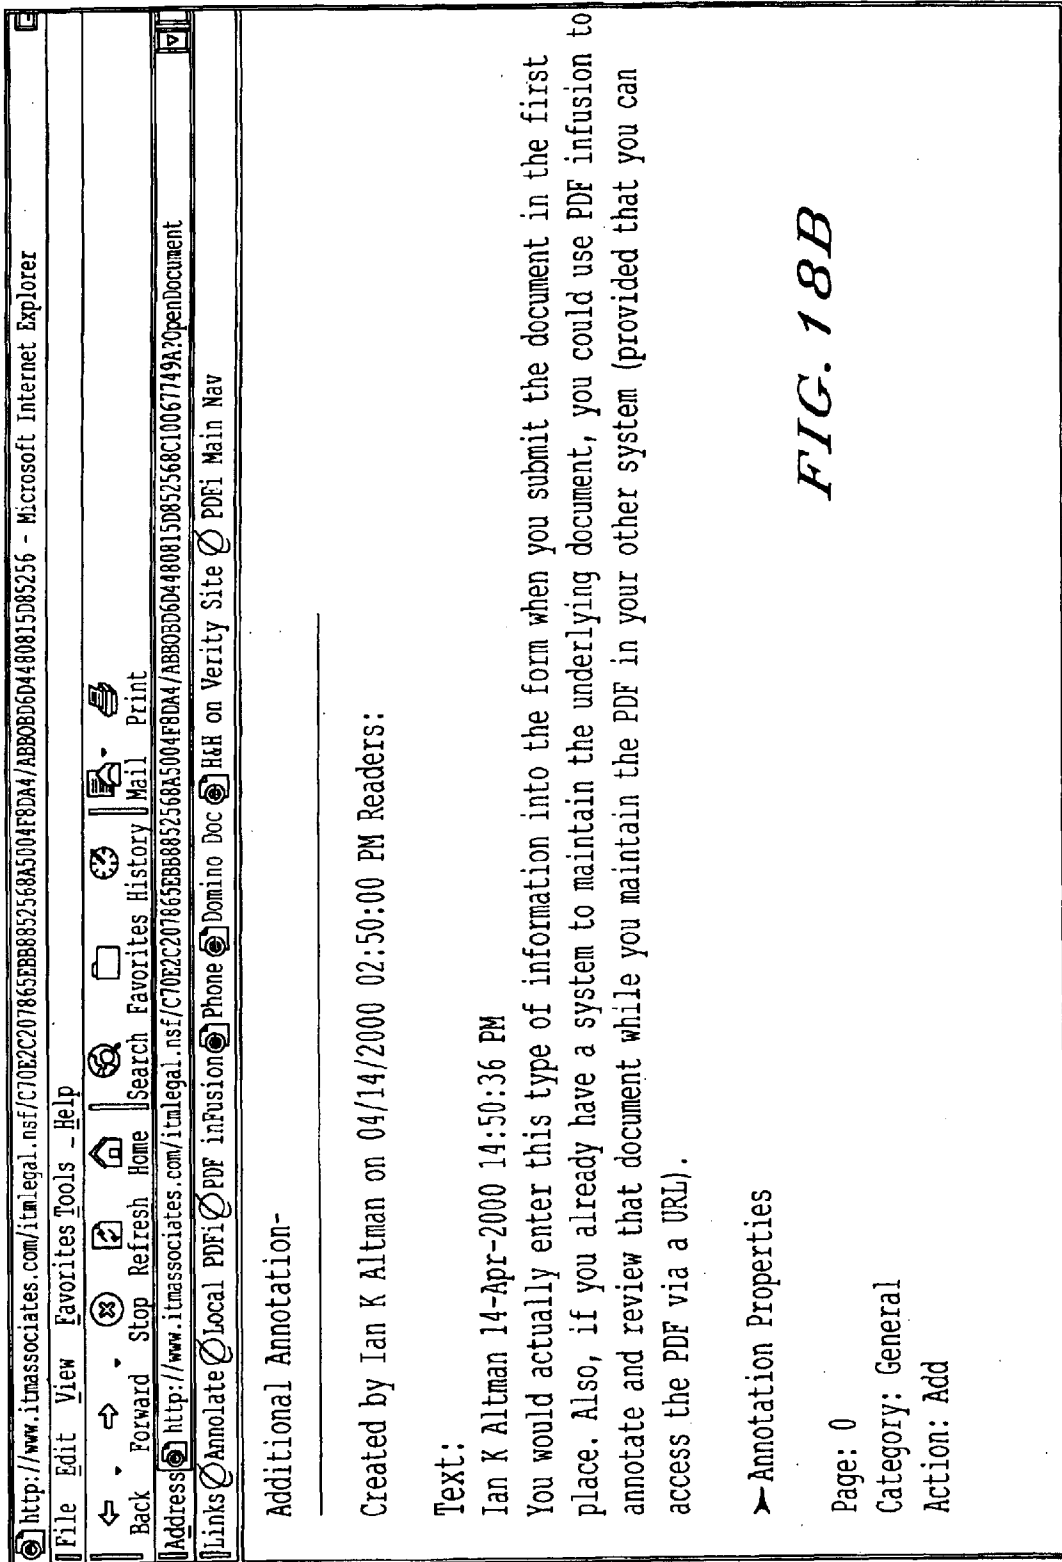 http://www.itmassociates.com/itmlegal.nsf/C70E2C207865EBB8852568A5004F8DA4/ABBOBD6D4480815D85256 - Microsoft Internet Explorer
File Edit View Favorites Tools - Help
Back Forward Stop Refresh Home Search Favorites History Mail Print
Address http://www.itmassociates.com/itmlegal.nsf/C70E2C207865EBB8852568A5004F8DA4/ABBOBD6D4480815D852568C10067749A?OpenDocument
Links Annolate Local PDFi PDF inFusion Phone Domino Doc H&H on Verity Site PDFi Main Nav
Additional Annotation-
Created by Ian K Altman on 04/14/2000 02:50:00 PM Readers:
Text:
Ian K Altman 14-Apr-2000 14:50:36 PM
You would actually enter this type of information into the form when you submit the document in the first
place. Also, if you already have a system to maintain the underlying document, you could use PDF infusion to
annotate and review that document while you maintain the PDF in your other system (provided that you can
access the PDF via a URL).
➤Annotation Properties
Page: 0
Category: General
Action: Add
FIG. 18B